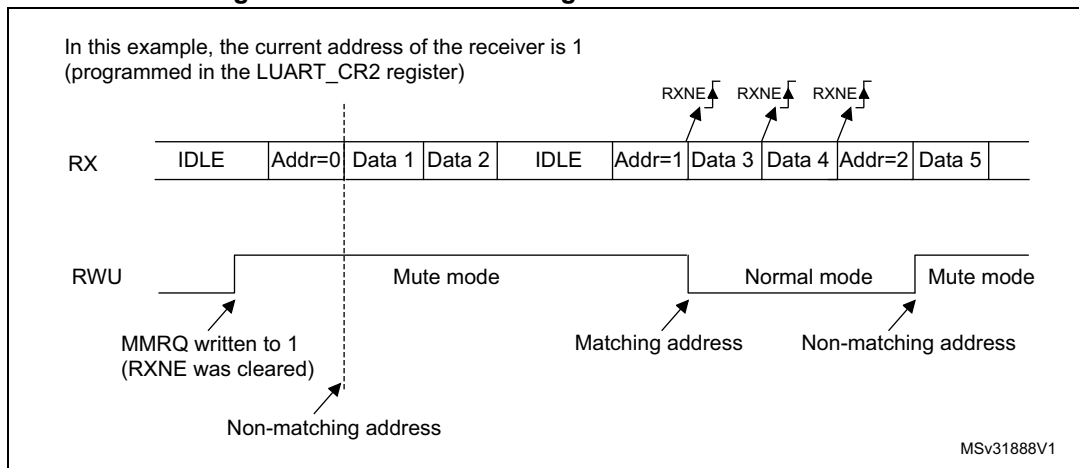 In this example, the current address of the receiver is 1
(programmed in the LUART_CR2 register)
RXNE RXNE RXNE
RX IDLE Addr=0 Data 1 Data 2 IDLE Addr=1 Data 3 Data 4 Addr=2 Data 5
RWU Mute mode Normal mode Mute mode
MMRQ written to 1
(RXNE was cleared)
Matching address Non-matching address
Non-matching address
MSv31888V1